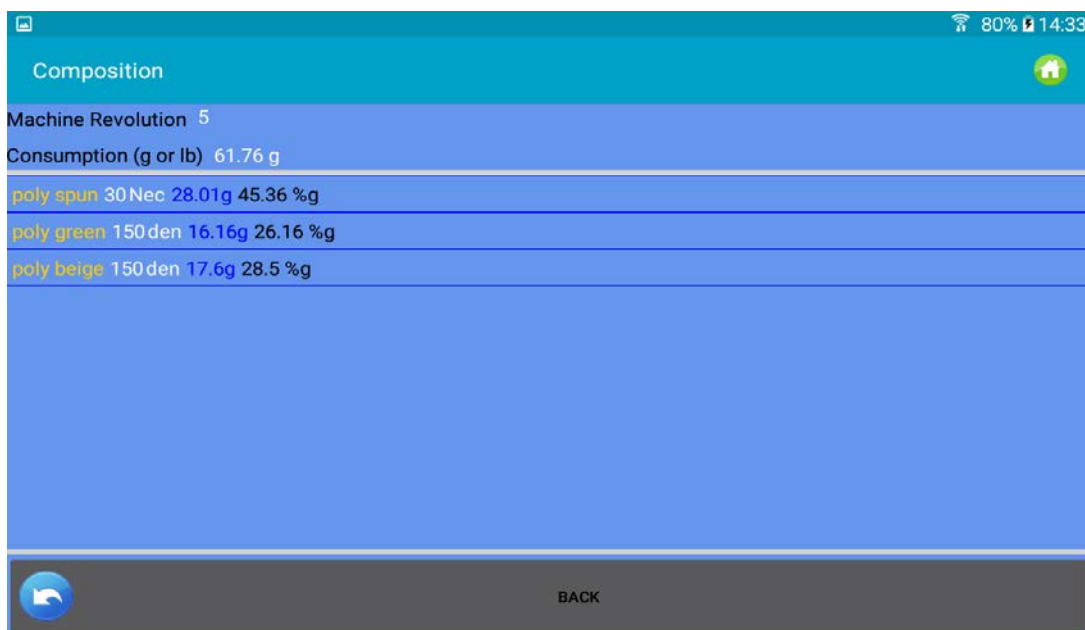 80% 14:33
Composition
Machine Revolution 5
Consumption (g or lb) 61.76 g
poly spun 30 Nec 28.01g 45.36 %g
poly green 150 den 16.16g 26.16 %g
poly beige 150 den 17.6g 28.5 %g
BACK